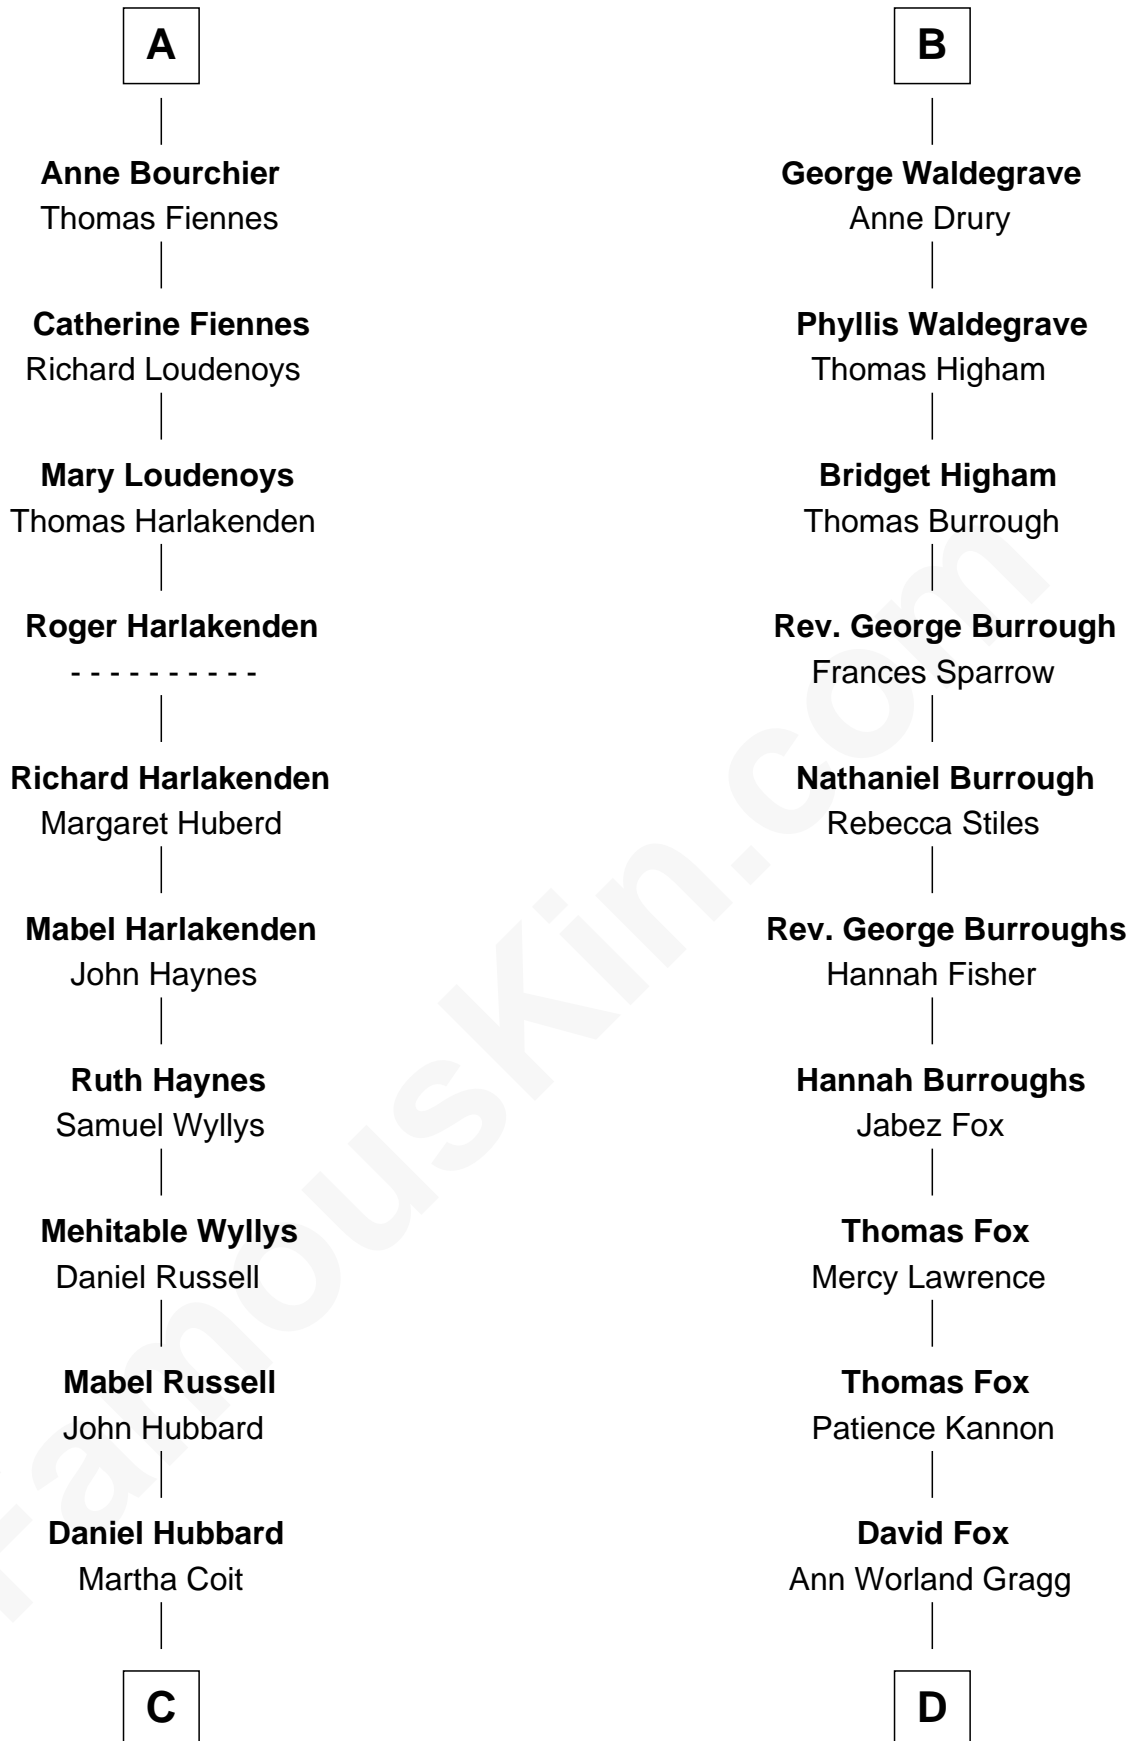 A
Anne Bourchier
Thomas Fiennes
Catherine Fiennes
Richard Loudenoys
Mary Loudenoys
Thomas Harlakenden
Roger Harlakenden
- - - - - - - - - -
Richard Harlakenden
Margaret Huberd
Mabel Harlakenden
John Haynes
Ruth Haynes
Samuel Wyllys
Mehitable Wyllys
Daniel Russell
Mabel Russell
John Hubbard
Daniel Hubbard
Martha Coit
C
B
George Waldegrave
Anne Drury
Phyllis Waldegrave
Thomas Higham
Bridget Higham
Thomas Burrough
Rev. George Burrough
Frances Sparrow
Nathaniel Burrough
Rebecca Stiles
Rev. George Burroughs
Hannah Fisher
Hannah Burroughs
Jabez Fox
Thomas Fox
Mercy Lawrence
Thomas Fox
Patience Kannon
David Fox
Ann Worland Gragg
D
FamousKin.com